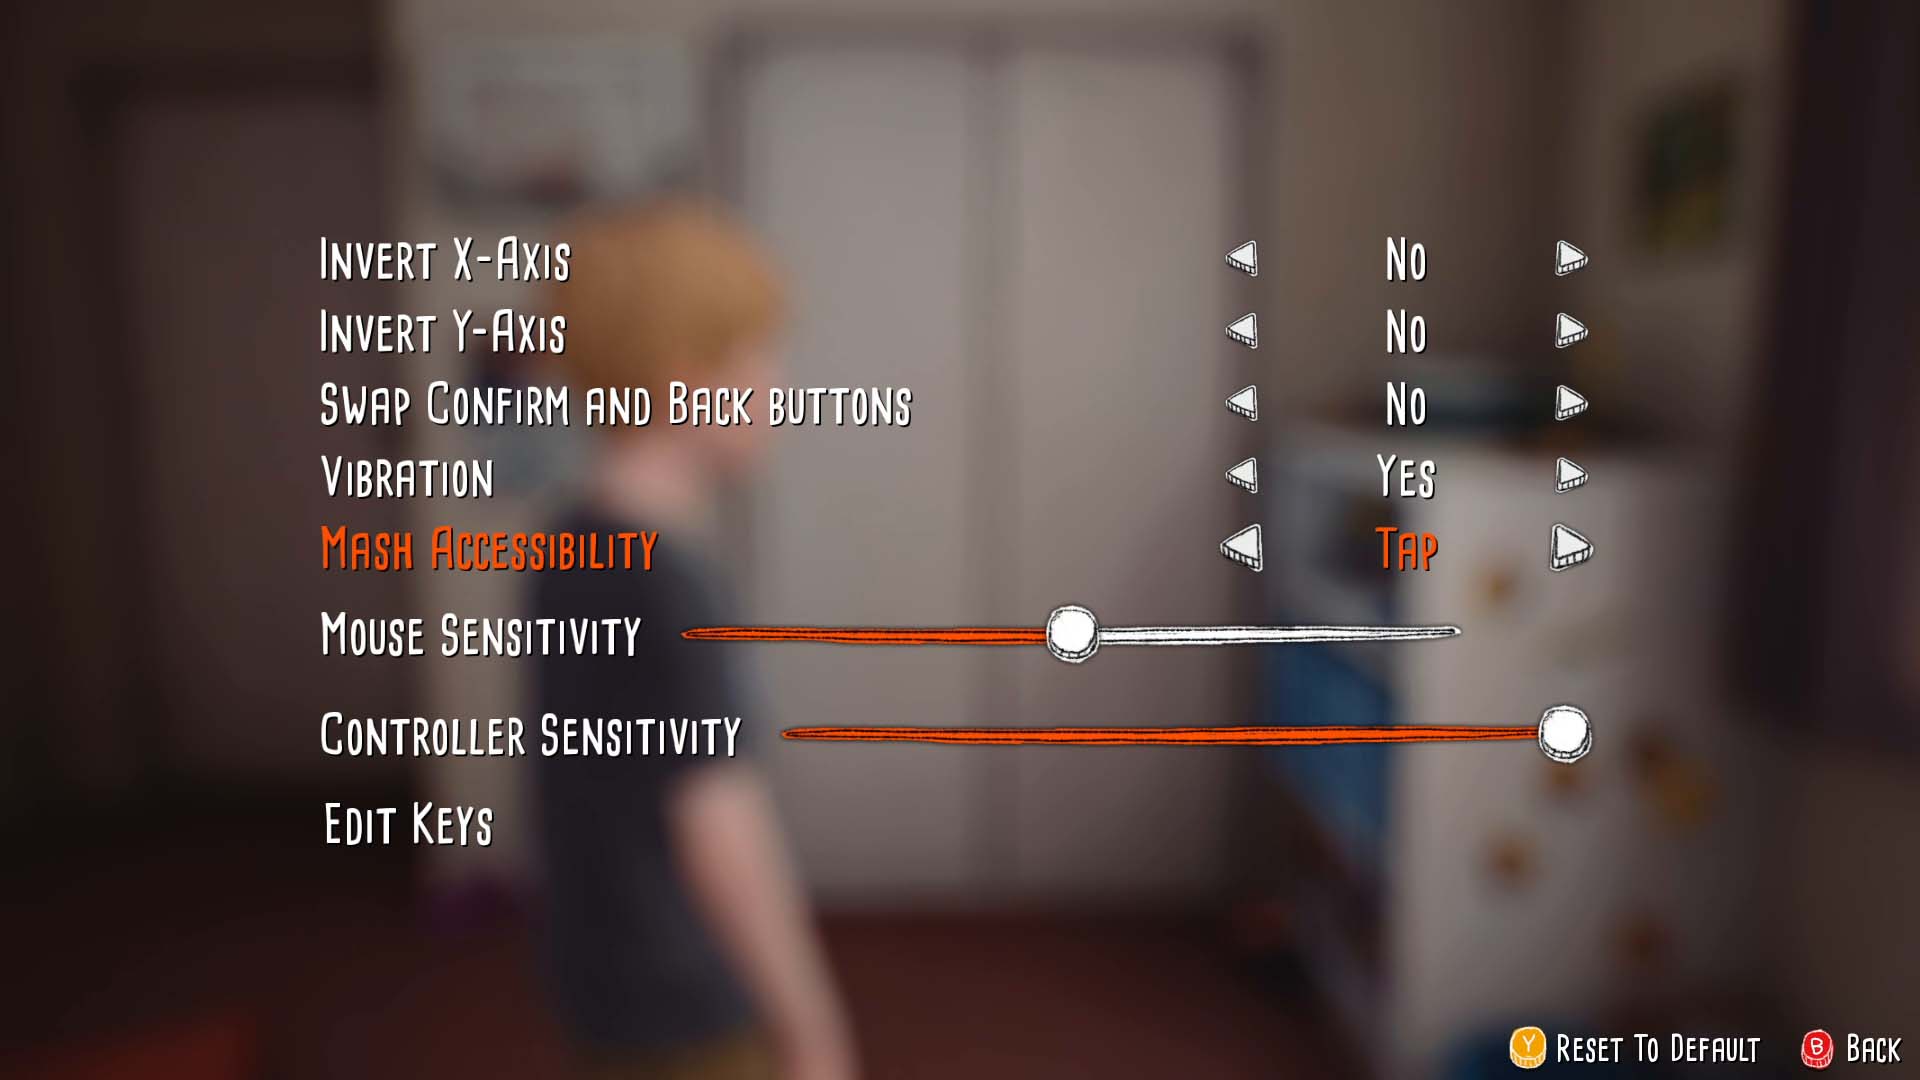 Invert X-Axis No
Invert Y-Axis No
Swap Confirm and Back buttons No
Vibration Yes
Mash Accessibility Tap
Mouse Sensitivity
Controller Sensitivity
Edit Keys
Y Reset To Default B Back